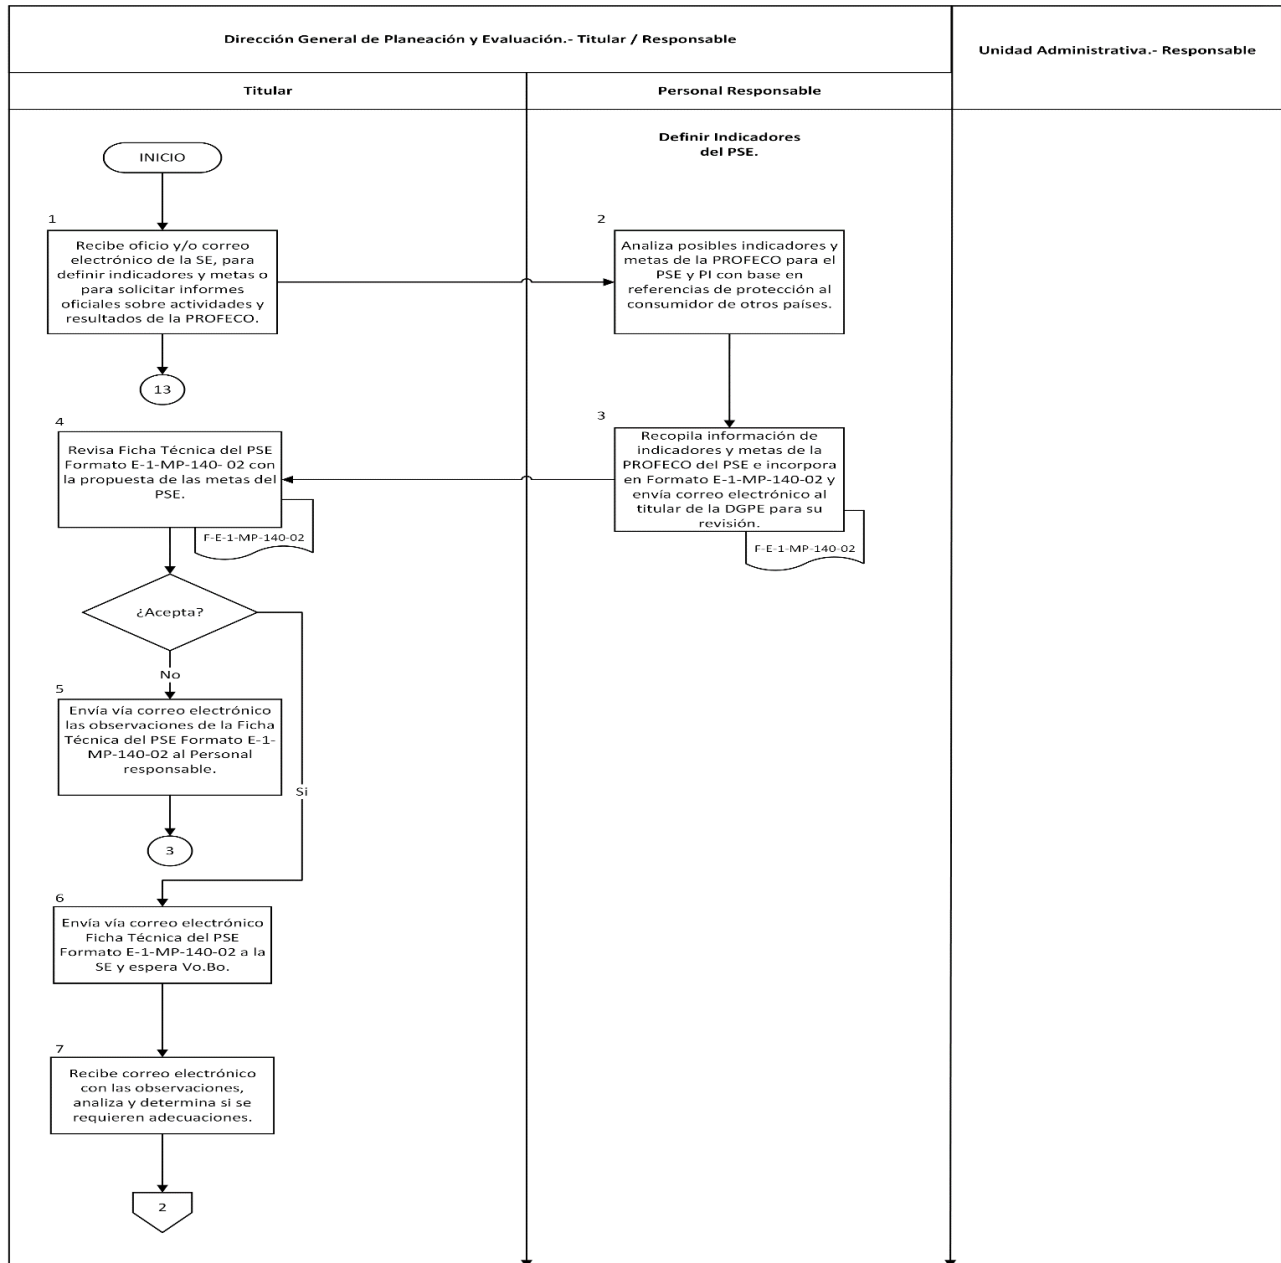 Dirección General de Planeación y Evaluación.- Titular / Responsable
Unidad Administrativa.- Responsable
Titular
Personal Responsable
Definir Indicadores
del PSE.
INICIO
1
Recibe oficio y/o correo
electrónico de la SE, para
definir indicadores y metas o
para solicitar informes
oficiales sobre actividades y
resultados de la PROFECO.
2
Analiza posibles indicadores y
metas de la PROFECO para el
PSE y PI con base en
referencias de protección al
consumidor de otros países.
13
3
Recopila información de
indicadores y metas de la
PROFECO del PSE e incorpora
en Formato E-1-MP-140-02 y
envía correo electrónico al
titular de la DGPE para su
revisión.
F-E-1-MP-140-02
4
Revisa Ficha Técnica del PSE
Formato E-1-MP-140- 02 con
la propuesta de las metas del
PSE.
F-E-1-MP-140-02
¿Acepta?
No
Si
5
Envía vía correo electrónico
las observaciones de la Ficha
Técnica del PSE Formato E-1-
MP-140-02 al Personal
responsable.
3
6
Envía vía correo electrónico
Ficha Técnica del PSE
Formato E-1-MP-140-02 a la
SE y espera Vo.Bo.
7
Recibe correo electrónico
con las observaciones,
analiza y determina si se
requieren adecuaciones.
2